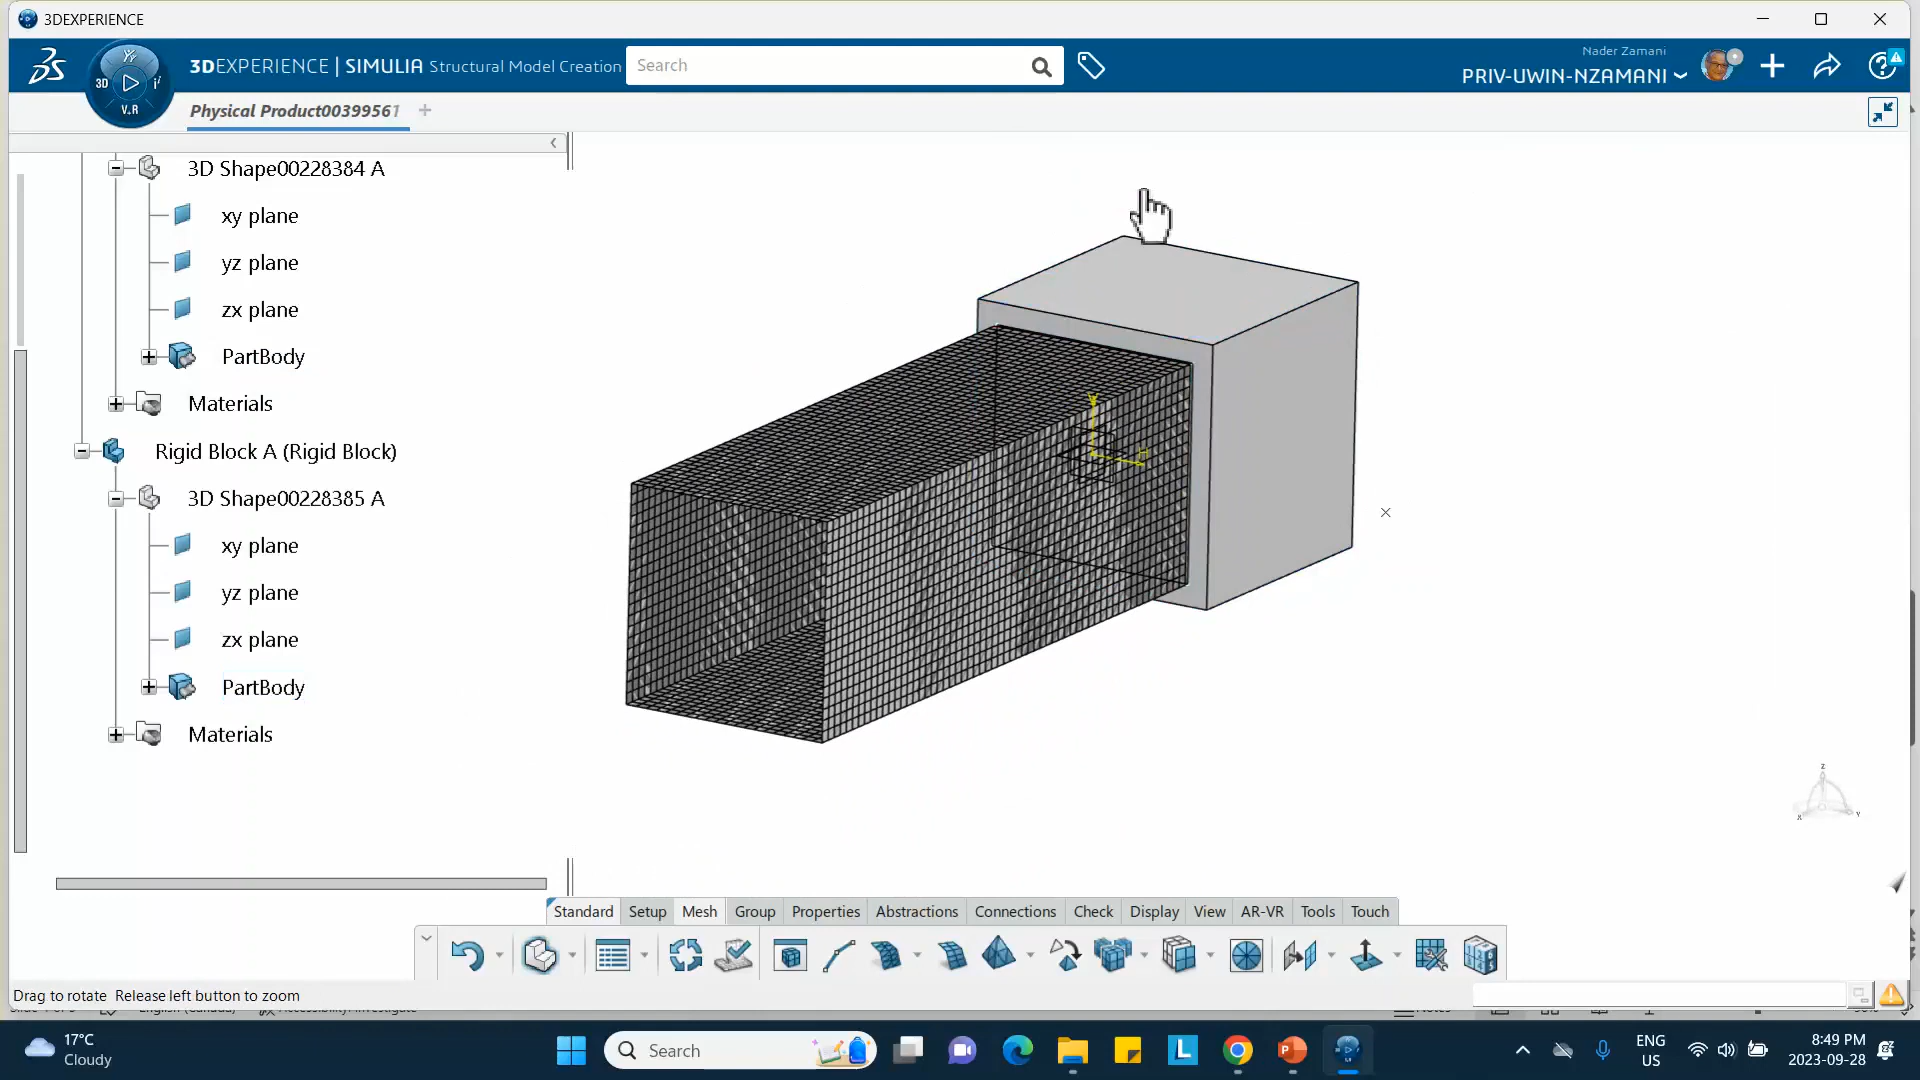 3DEXPERIENCE
3DEXPERIENCE | SIMULIA Structural Model Creation
Search
Nader Zamani
PRIV-UWIN-NZAMANI
3D
V.R
Physical Product00399561
3D Shape00228384 A
xy plane
yz plane
zx plane
PartBody
Materials
Rigid Block A (Rigid Block)
3D Shape00228385 A
xy plane
yz plane
zx plane
PartBody
Materials
V
H
z
x
Y
Standard
Setup
Mesh
Group
Properties
Abstractions
Connections
Check
Display
View
AR-VR
Tools
Touch
Drag to rotate Release left button to zoom
17°C
Cloudy
Search
ENG
US
8:49 PM
2023-09-28